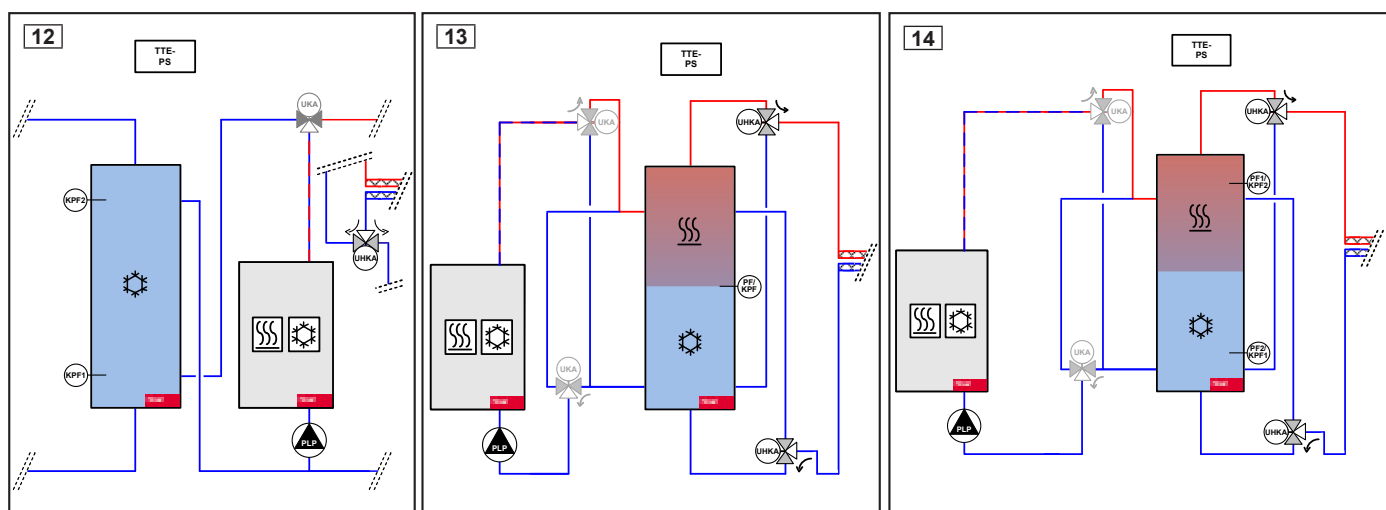 12
TTE-
PS
UKA
KPF2
UHKA
KPF1
PLP
13
TTE-
PS
UKA
UHKA
PF/
KPF
UKA
PLP
UHKA
14
TTE-
PS
UKA
UHKA
PF1/
KPF2
UKA
PF2/
KPF1
PLP
UHKA